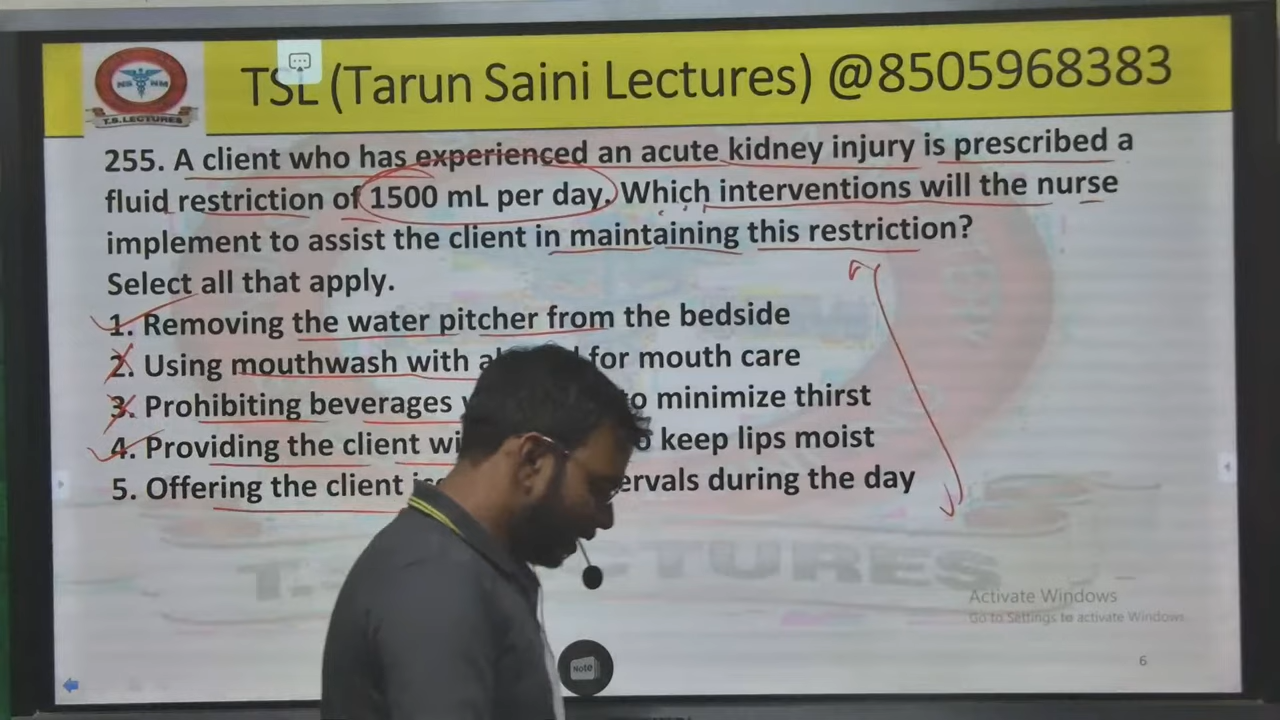 TSL (Tarun Saini Lectures) @8505968383
T.S.LECTURES
255. A client who has experienced an acute kidney injury is prescribed a
fluid restriction of 1500 mL per day. Which interventions will the nurse
implement to assist the client in maintaining this restriction?
Select all that apply.
1. Removing the water pitcher from the bedside
2. Using mouthwash with for mouth care
3. Prohibiting beverages to minimize thirst
4. Providing the client keep lips moist
5. Offering the client during the day
Activate Windows
Go to Settings to activate Windows.
6
Note